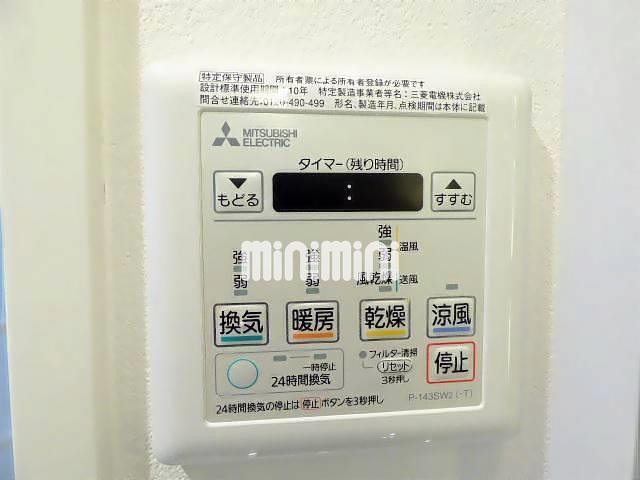 特定保守製品 所有者票による所有者登録が必要です
設計標準使用期間:10年 特定製造事業者等名:三菱電機株式会社
問合せ連絡先:0120-490-499 形名、製造年月、点検期間は本体に記載
MITSUBISHI
ELECTRIC
タイマー(残り時間)
▼
もどる
:
▲
すすむ
強
温風
強 強 弱
minimini
弱 弱 風乾燥 送風
換気 暖房 乾燥 涼風
一時停止
24時間換気
フィルター清掃
リセット
3秒押し
停止
24時間換気の停止は 停止 ボタンを3秒押し
P-143SW2(-T)